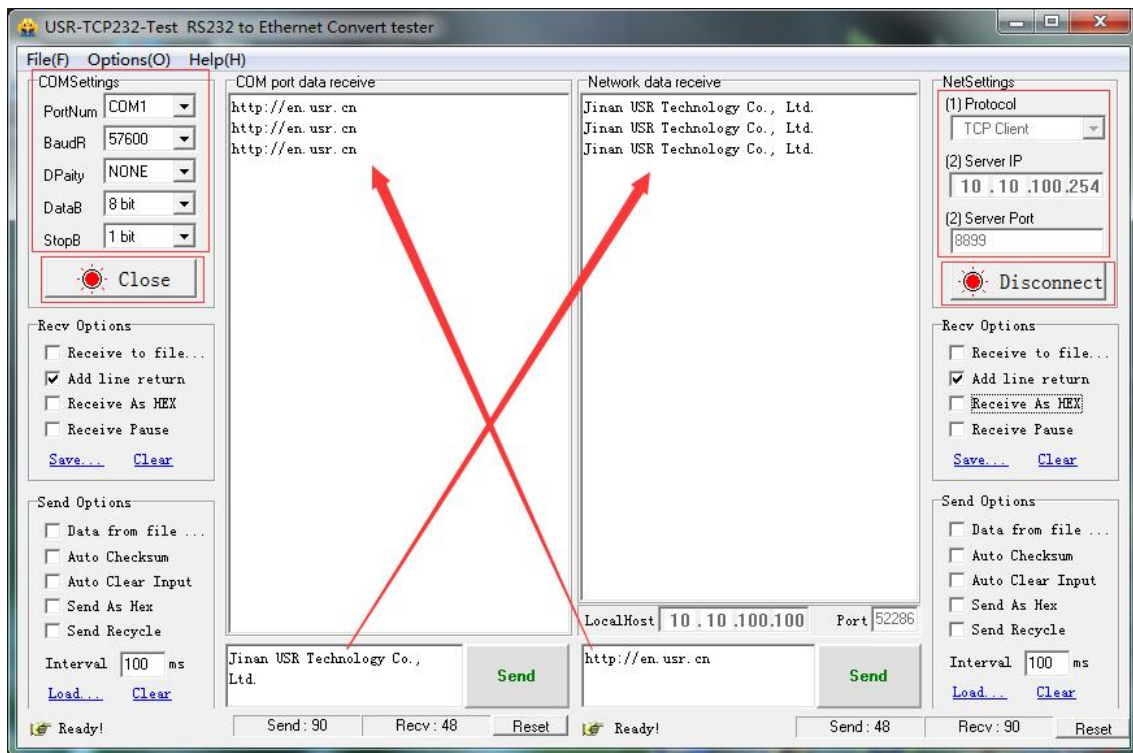 USR-TCP232-Test RS232 to Ethernet Convert tester
File(F) Options(O) Help(H)
COMSettings
PortNum COM1
BaudR 57600
DPaity NONE
DataB 8 bit
StopB 1 bit
Close
Recv Options
Receive to file...
Add line return
Receive As HEX
Receive Pause
Save... Clear
Send Options
Data from file ...
Auto Checksum
Auto Clear Input
Send As Hex
Send Recycle
Interval 100 ms
Load... Clear
COM port data receive
http://en.usr.cn
http://en.usr.cn
http://en.usr.cn
Jinan USR Technology Co.,
Ltd.
Send
Network data receive
Jinan USR Technology Co., Ltd.
Jinan USR Technology Co., Ltd.
Jinan USR Technology Co., Ltd.
LocalHost 10 .10 .100.100 Port 52286
http://en.usr.cn
Send
NetSettings
(1) Protocol
TCP Client
(2) Server IP
10 .10 .100.254
(2) Server Port
8899
Disconnect
Recv Options
Receive to file...
Add line return
Receive As HEX
Receive Pause
Save... Clear
Send Options
Data from file ...
Auto Checksum
Auto Clear Input
Send As Hex
Send Recycle
Interval 100 ms
Load... Clear
Ready! Send : 90 Recv : 48 Reset
Ready! Send : 48 Recv : 90 Reset